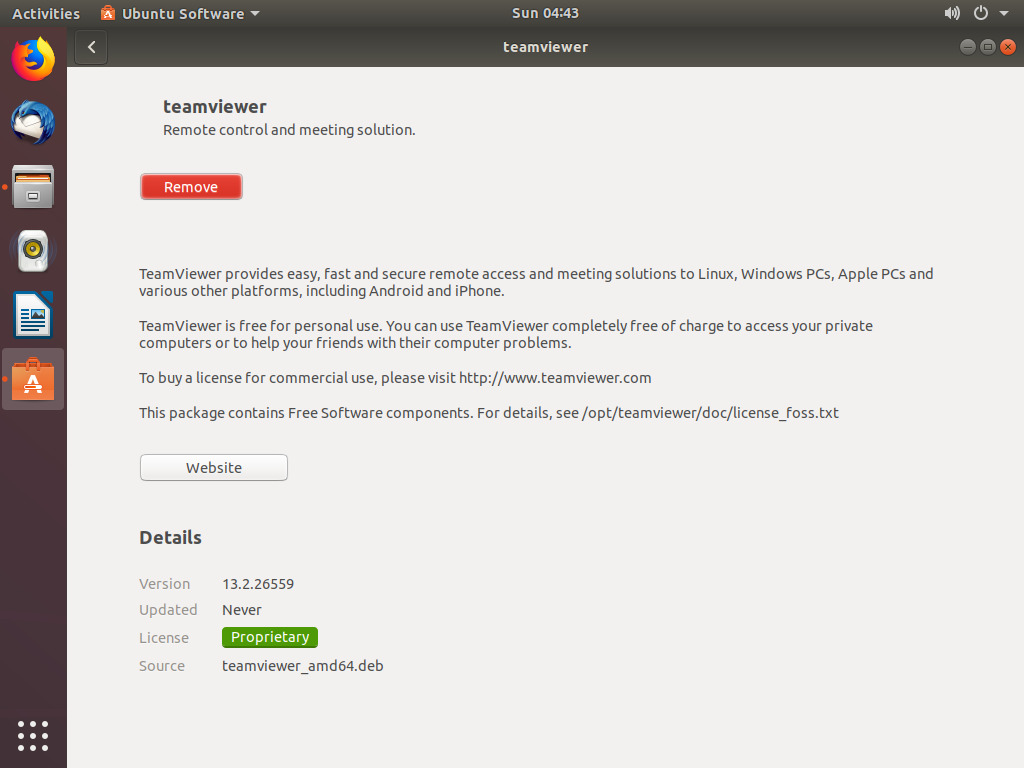 Activities
Ubuntu Software
Sun 04:43
teamviewer
teamviewer
Remote control and meeting solution.
Remove
TeamViewer provides easy, fast and secure remote access and meeting solutions to Linux, Windows PCs, Apple PCs and
various other platforms, including Android and iPhone.
TeamViewer is free for personal use. You can use TeamViewer completely free of charge to access your private
computers or to help your friends with their computer problems.
To buy a license for commercial use, please visit http://www.teamviewer.com
This package contains Free Software components. For details, see /opt/teamviewer/doc/license_foss.txt
Website
Details
Version 13.2.26559
Updated Never
License Proprietary
Source teamviewer_amd64.deb